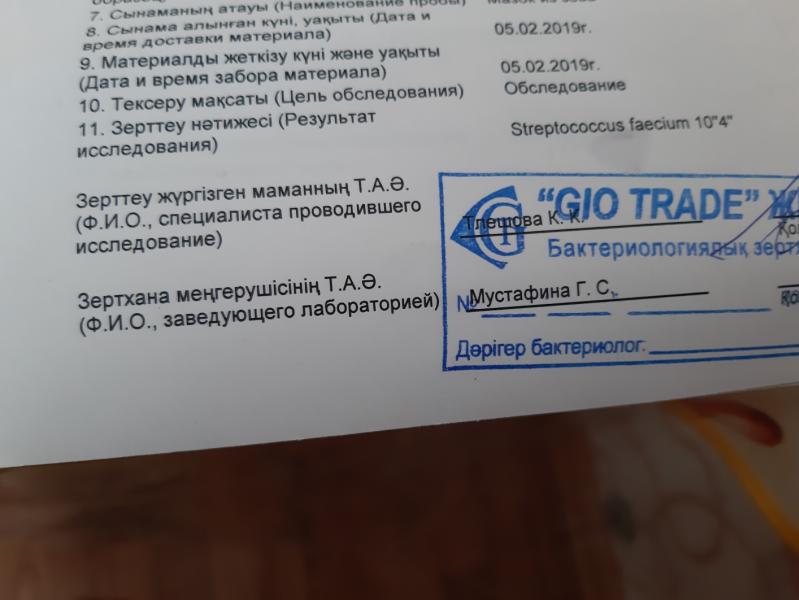 7. Сынаманың атауы (Наименование пробы)
8. Сынама алынған күні, уақыты (Дата и
время доставки материала)
05.02.2019г.
9. Материалды жеткізу күні және уақыты
(Дата и время забора материала)
05.02.2019г.
10. Тексеру мақсаты (Цель обследования)
Обследование
11. Зерттеу нәтижесі (Результат
исследования)
Streptococcus faecium 10"4"
Зерттеу жүргізген маманның Т.А.Ә.
(Ф.И.О., специалиста проводившего
исследование)
"GIO TRADE"
Тлешова К. К.
Бактериологиялық
Зертхана меңгерушісінің Т.А.Ә.
(Ф.И.О., заведующего лабораторией)
№
Мустафина Г. С.
Дәрігер бактериолог.